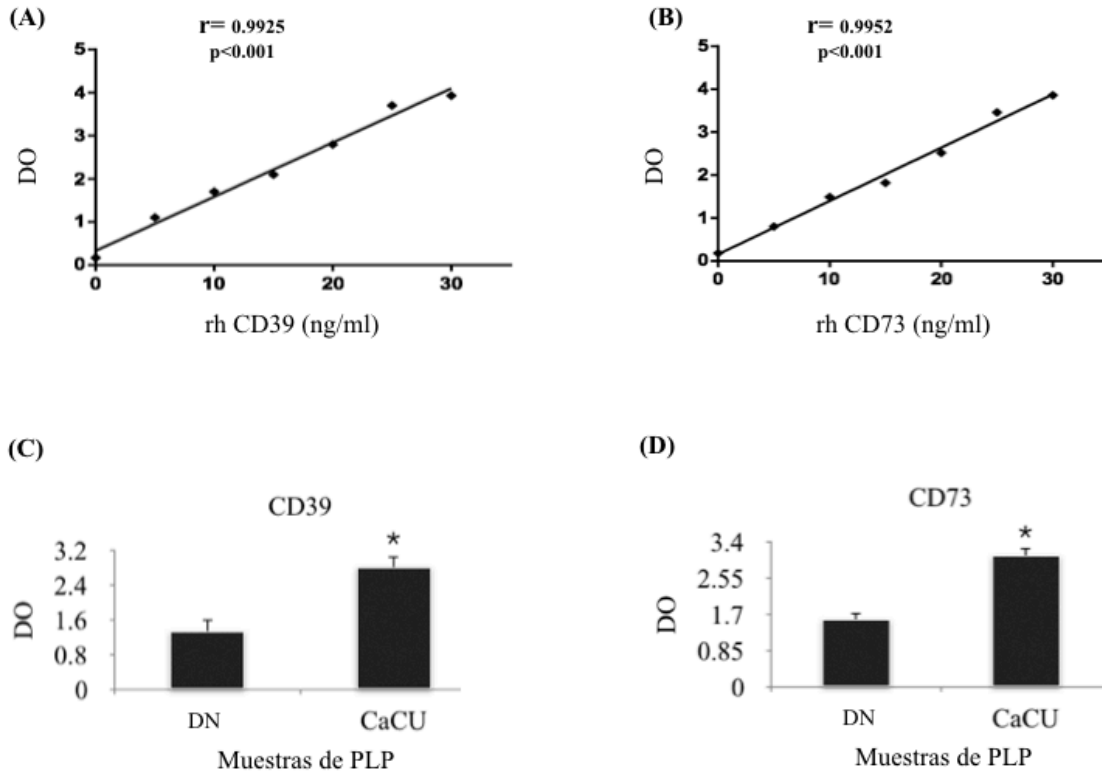 (A)
r= 0.9925
p<0.001
5
4
3
2
1
0
DO
0 10 20 30
rh CD39 (ng/ml)
(B)
r= 0.9952
p<0.001
5
4
3
2
1
0
DO
0 10 20 30
rh CD73 (ng/ml)
(C)
CD39
*
3.2
2.4
1.6
0.8
0
DO
DN CaCU
Muestras de PLP
(D)
CD73
*
3.4
2.55
1.7
0.85
0
DO
DN CaCU
Muestras de PLP